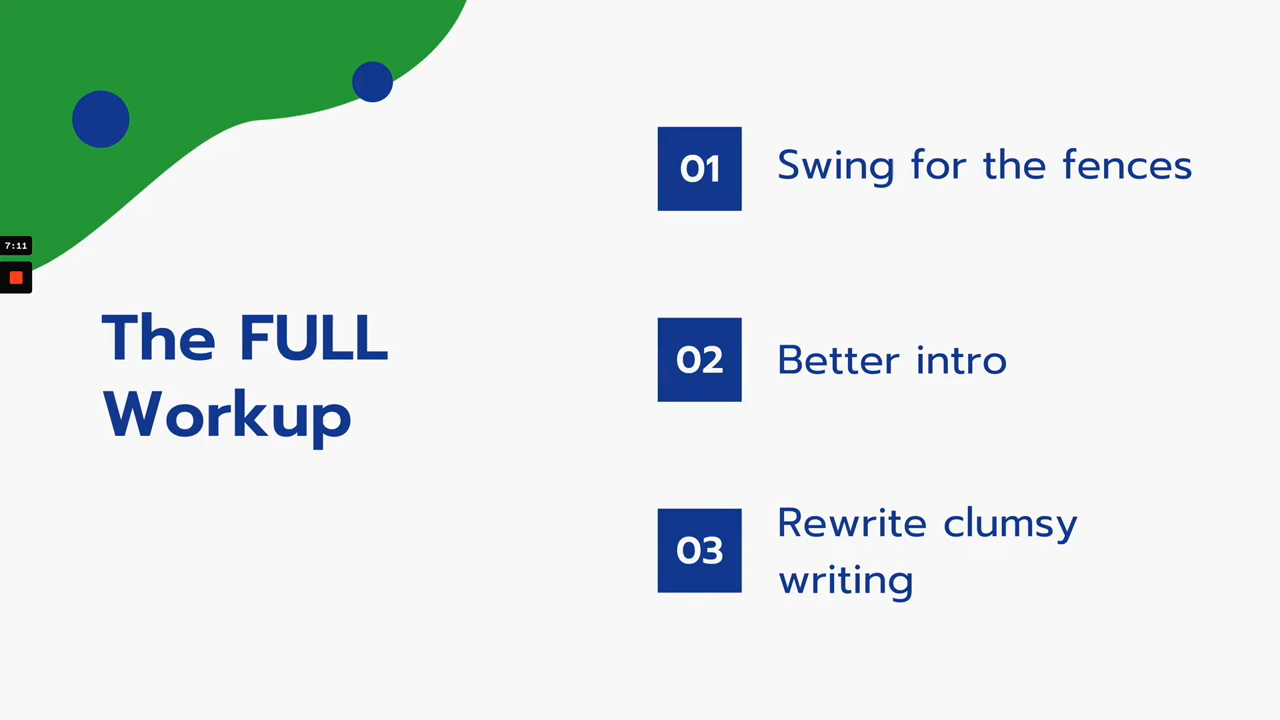 7:11
The FULL
Workup
01
Swing for the fences
02
Better intro
03
Rewrite clumsy
writing